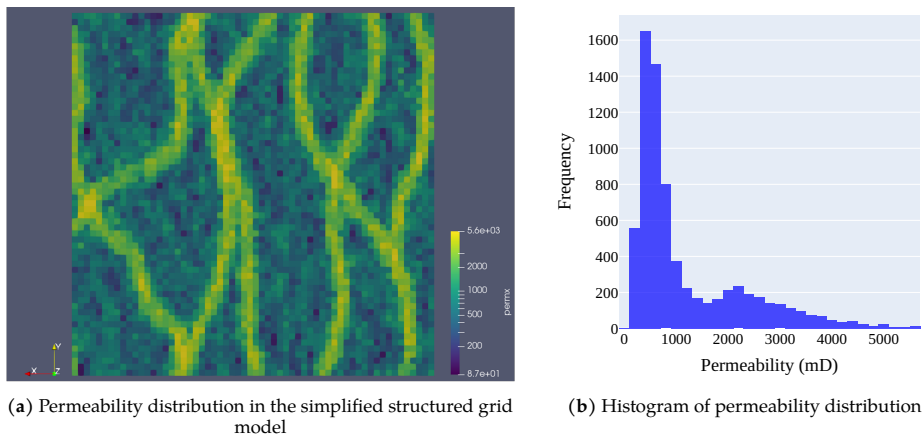 5.6e+03
2000
1000
500
200
8.7e+01
permx
Y
X
Z
1600
1400
1200
1000
800
600
400
200
0
Frequency
0
1000
2000
3000
4000
5000
Permeability (mD)
(a) Permeability distribution in the simplified structured grid
model
(b) Histogram of permeability distribution